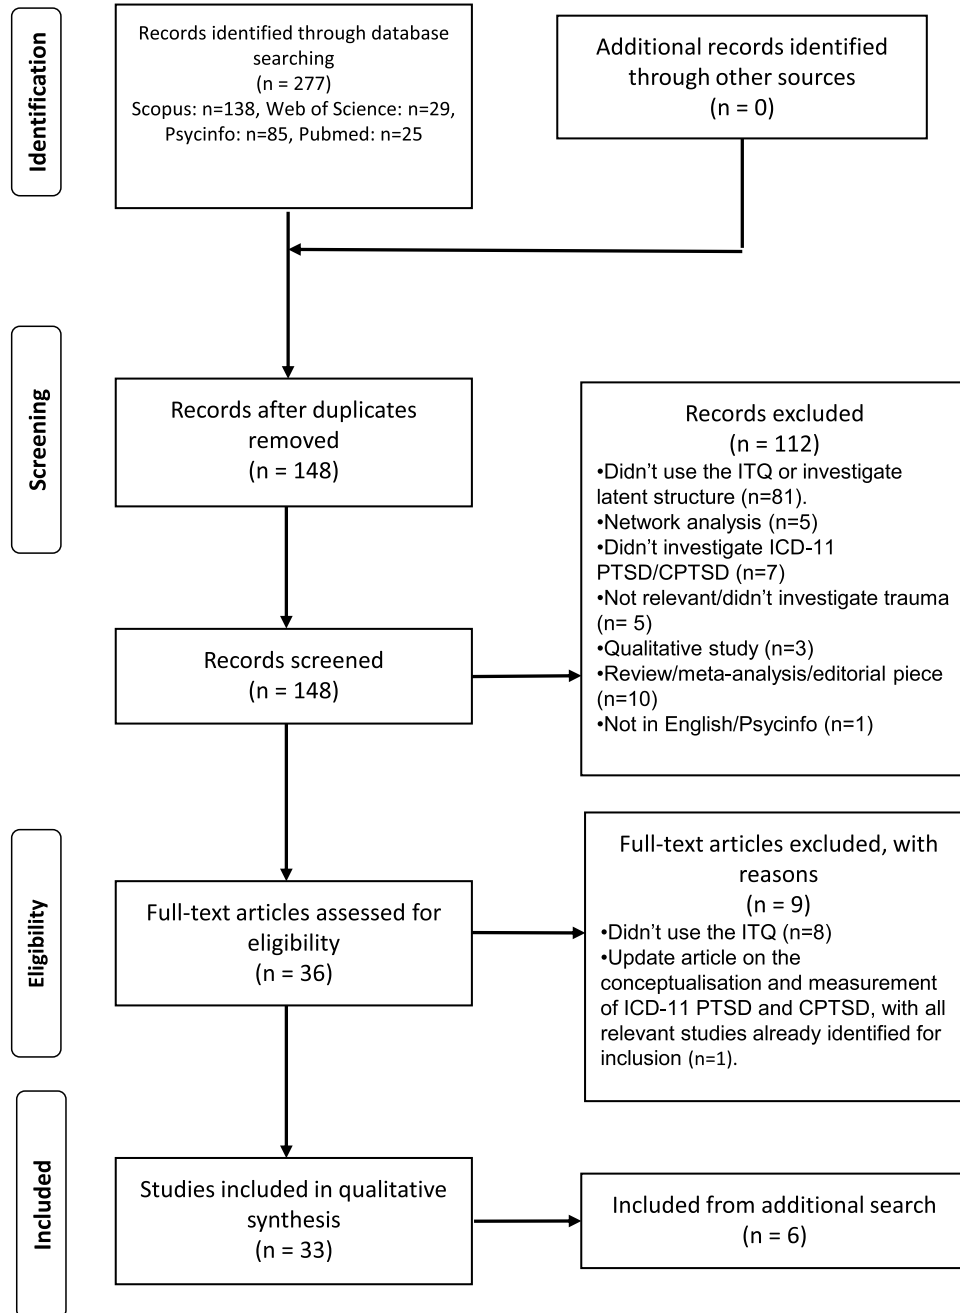 Identification
Records identified through database
searching
(n = 277)
Scopus: n=138, Web of Science: n=29,
Psycinfo: n=85, Pubmed: n=25
Additional records identified
through other sources
(n = 0)
Screening
Records after duplicates
removed
(n = 148)
Records screened
(n = 148)
Records excluded
(n = 112)
•Didn't use the ITQ or investigate
latent structure (n=81).
•Network analysis (n=5)
•Didn't investigate ICD-11
PTSD/CPTSD (n=7)
•Not relevant/didn't investigate trauma
(n= 5)
•Qualitative study (n=3)
•Review/meta-analysis/editorial piece
(n=10)
•Not in English/Psycinfo (n=1)
Eligibility
Full-text articles assessed for
eligibility
(n = 36)
Full-text articles excluded, with
reasons
(n = 9)
•Didn't use the ITQ (n=8)
•Update article on the
conceptualisation and measurement
of ICD-11 PTSD and CPTSD, with all
relevant studies already identified for
inclusion (n=1).
Included
Studies included in qualitative
synthesis
(n = 33)
Included from additional search
(n = 6)